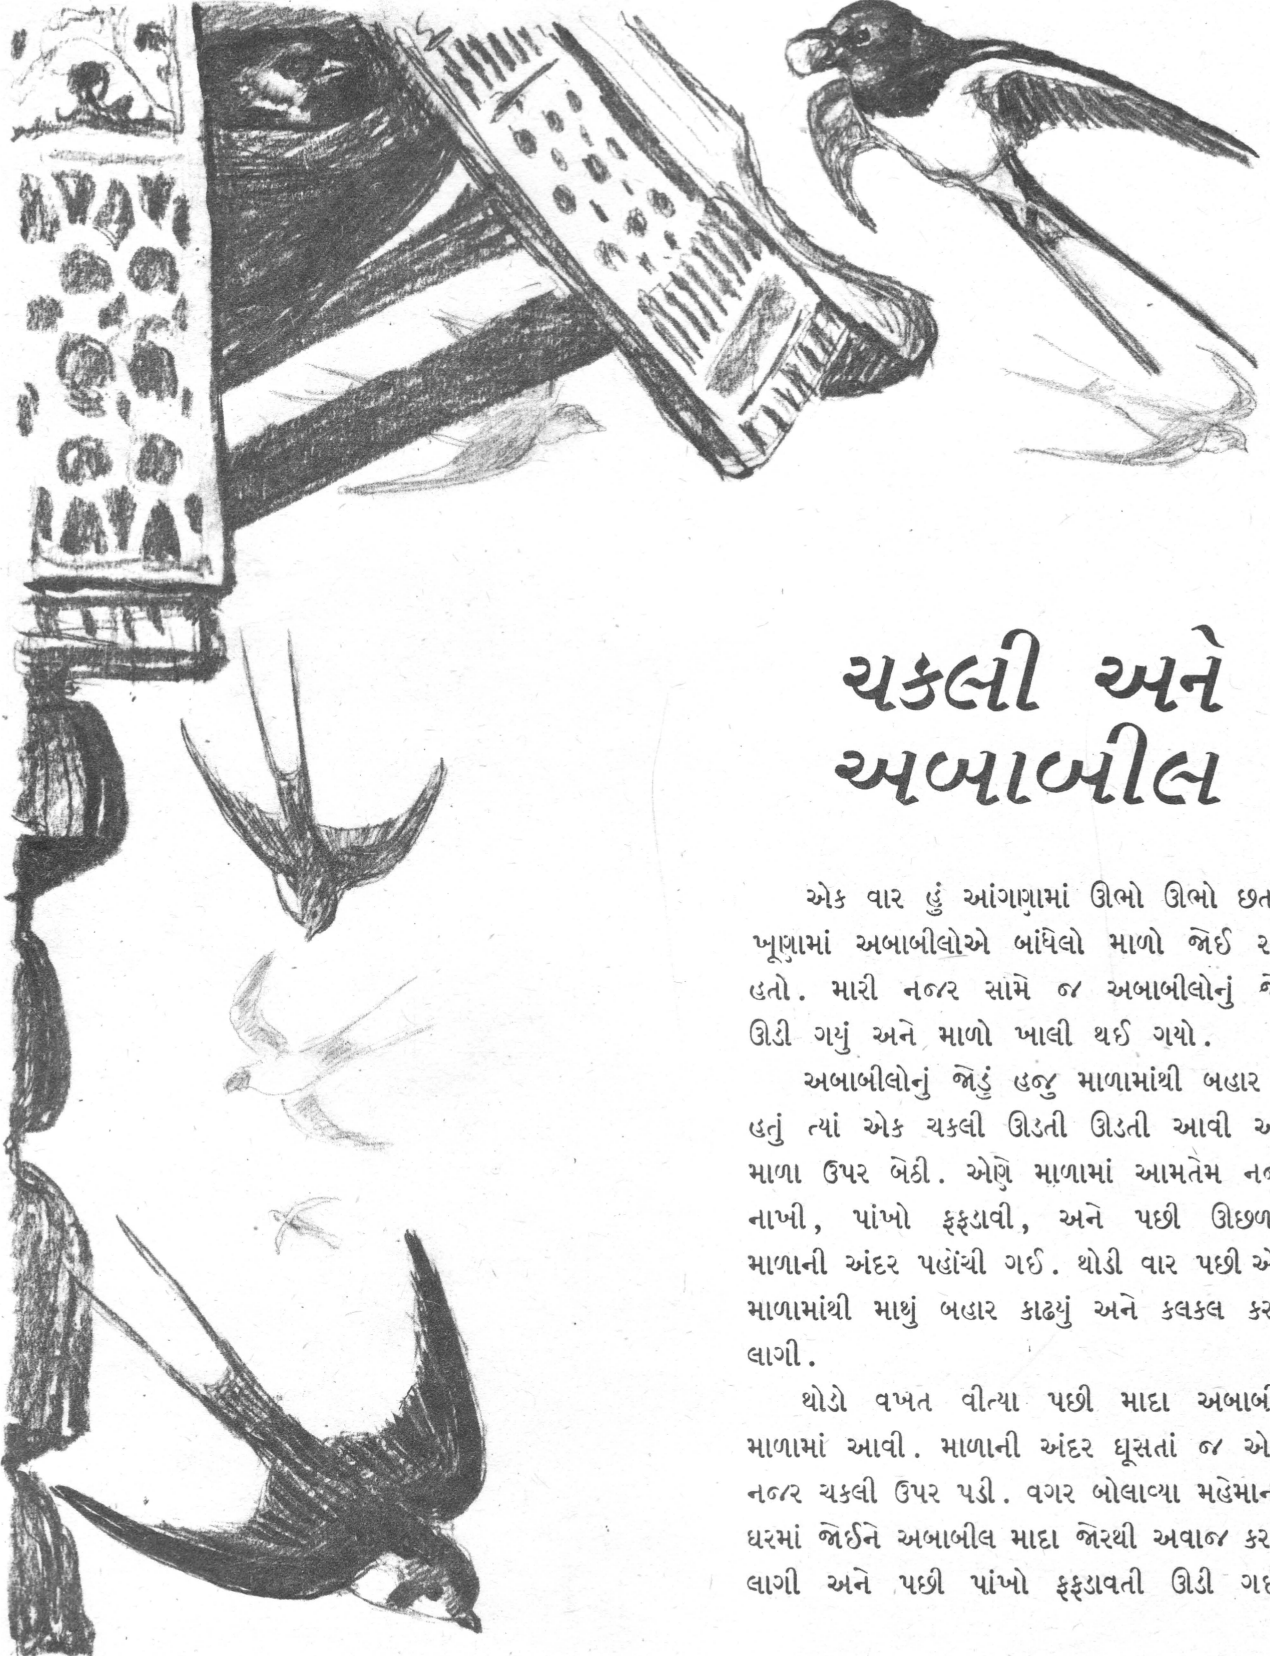 ચકલી અને
અબાબીલ
એક વાર હું આંગણામાં ઊભો ઊભો
ખૂણામાં અબાબીલોએ બાંધેલો માળો જોઈ
હતો. મારી નજર સામે જ અબાબીલોનું
ઊડી ગયું અને માળો ખાલી થઈ ગયો.
અબાબીલોનું જોડું હજુ માળામાંથી બહાર
હતું ત્યાં એક ચકલી ઊડતી ઊડતી આવી
માળા ઉપર બેઠી. એણે માળામાં આમતેમ
નાખી, પાંખો ફફડાવી, અને પછી
માળાની અંદર પહોંચી ગઈ. થોડી વાર પછી
માળામાંથી માથું બહાર કાઢયું અને કલકલ
લાગી.
થોડો વખત વીત્યા પછી માદા
માળામાં આવી. માળાની અંદર ઘૂસતાં જ
નજર ચકલી ઉપર પડી. વગર બોલાવ્યા
ઘરમાં જોઈને અબાબીલ માદા જોરથી અવાજ
લાગી અને પછી પાંખો ફફડાવતી ઊડી